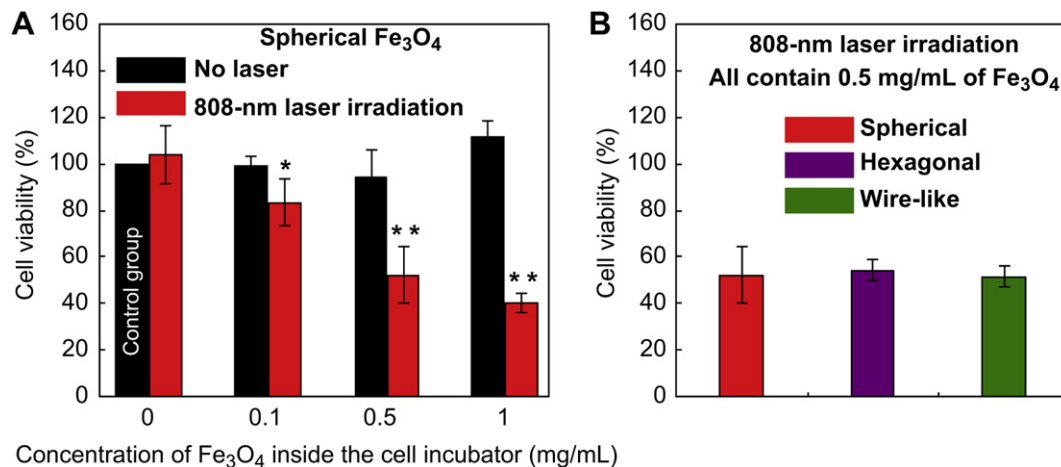 A
Cell viability (%)
160
140
120
100
80
60
40
20
0
Spherical Fe₃O₄
No laser
808-nm laser irradiation
*
* *
* *
Control group
0 0.1 0.5 1
Concentration of Fe₃O₄ inside the cell incubator (mg/mL)
B
Cell viability (%)
160
140
120
100
80
60
40
20
0
808-nm laser irradiation
All contain 0.5 mg/mL of Fe₃O₄
Spherical
Hexagonal
Wire-like